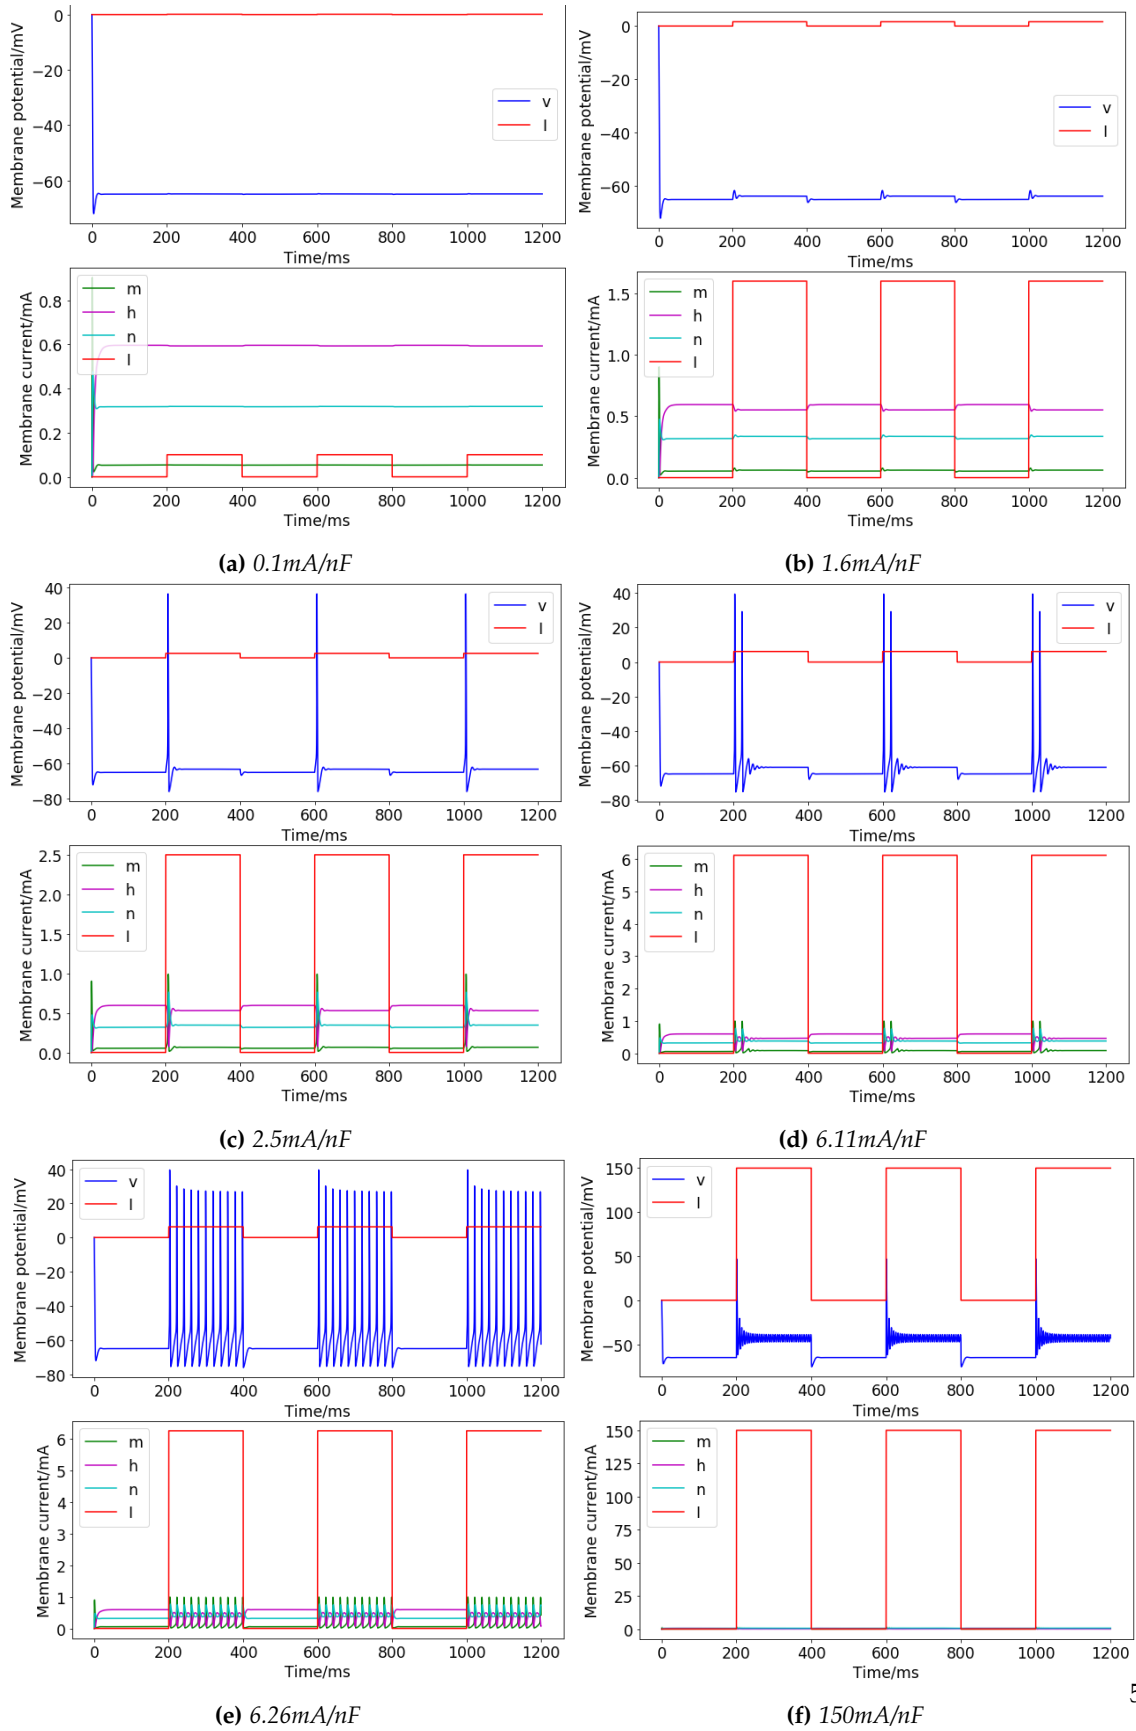 0
−20
−40
−60
Membrane potential/mV
v
I
0 200 400 600 800 1000 1200
Time/ms
0.8
0.6
0.4
0.2
0.0
Membrane current/mA
m
h
n
I
0 200 400 600 800 1000 1200
Time/ms
(a) 0.1mA/nF
0
−20
−40
−60
Membrane potential/mV
v
I
0 200 400 600 800 1000 1200
Time/ms
1.5
1.0
0.5
0.0
Membrane current/mA
m
h
n
I
0 200 400 600 800 1000 1200
Time/ms
(b) 1.6mA/nF
40
20
0
−20
−40
−60
−80
Membrane potential/mV
v
I
0 200 400 600 800 1000 1200
Time/ms
2.5
2.0
1.5
1.0
0.5
0.0
Membrane current/mA
m
h
n
I
0 200 400 600 800 1000 1200
Time/ms
(c) 2.5mA/nF
40
20
0
−20
−40
−60
−80
Membrane potential/mV
v
I
0 200 400 600 800 1000 1200
Time/ms
6
5
4
3
2
1
0
Membrane current/mA
m
h
n
I
0 200 400 600 800 1000 1200
Time/ms
(d) 6.11mA/nF
40
20
0
−20
−40
−60
−80
Membrane potential/mV
v
I
0 200 400 600 800 1000 1200
Time/ms
6
5
4
3
2
1
0
Membrane current/mA
m
h
n
I
0 200 400 600 800 1000 1200
Time/ms
(e) 6.26mA/nF
150
100
50
0
−50
Membrane potential/mV
v
I
0 200 400 600 800 1000 1200
Time/ms
150
125
100
75
50
25
0
Membrane current/mA
m
h
n
I
0 200 400 600 800 1000 1200
Time/ms
(f) 150mA/nF
5